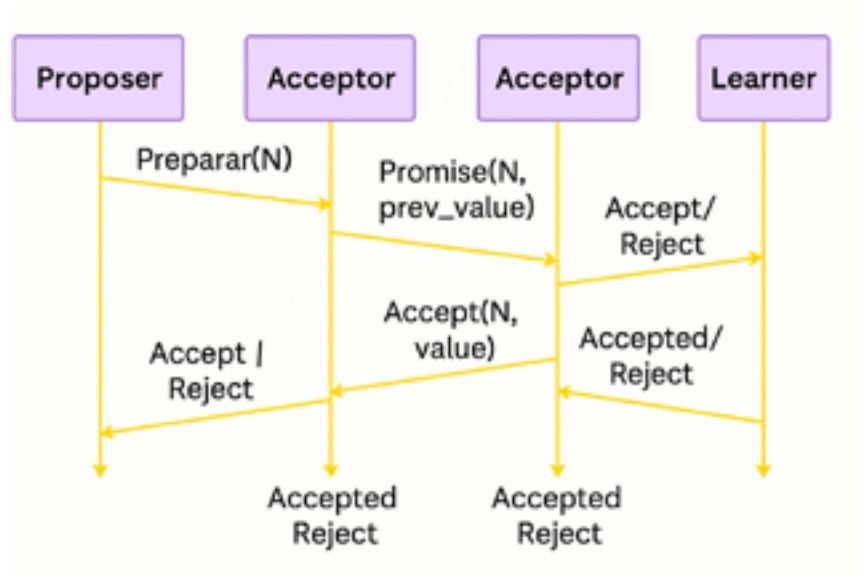 Proposer
Acceptor
Acceptor
Learner
Preparar(N)
Promise(N,
prev_value)
Accept/
Reject
Accept(N,
value)
Accepted/
Reject
Accept |
Reject
Accepted
Reject
Accepted
Reject